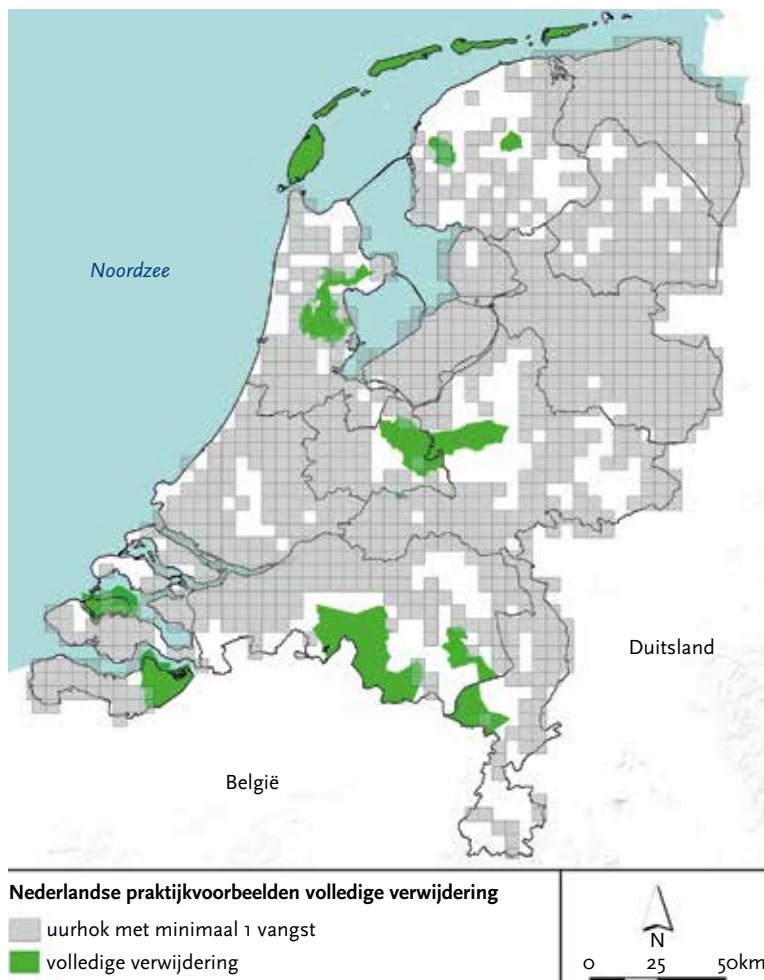 Noordzee
Duitsland
België
Nederlandse praktijkvoorbeelden volledige verwijdering
uurhok met minimaal 1 vangst
volledige verwijdering
N
0 25 50km